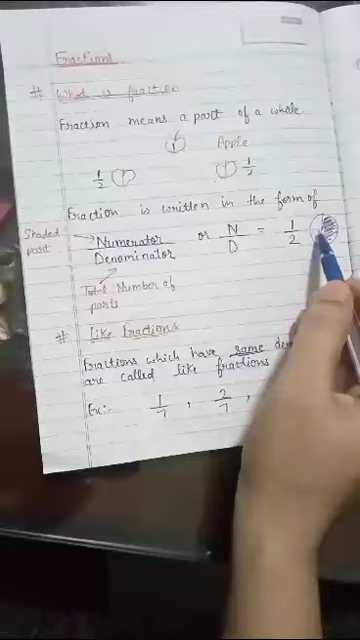 Fractions
# What is fraction
Fraction means a part of a whole.
1 Apple
1/2 1/2
Fraction is written in the form of
Shaded part → Numerator or N = 1
Denominator D 2
Total Number of parts
# Like Fractions
Fractions which have same
are called like fractions
Ex:- 1/7 , 2/7 ,